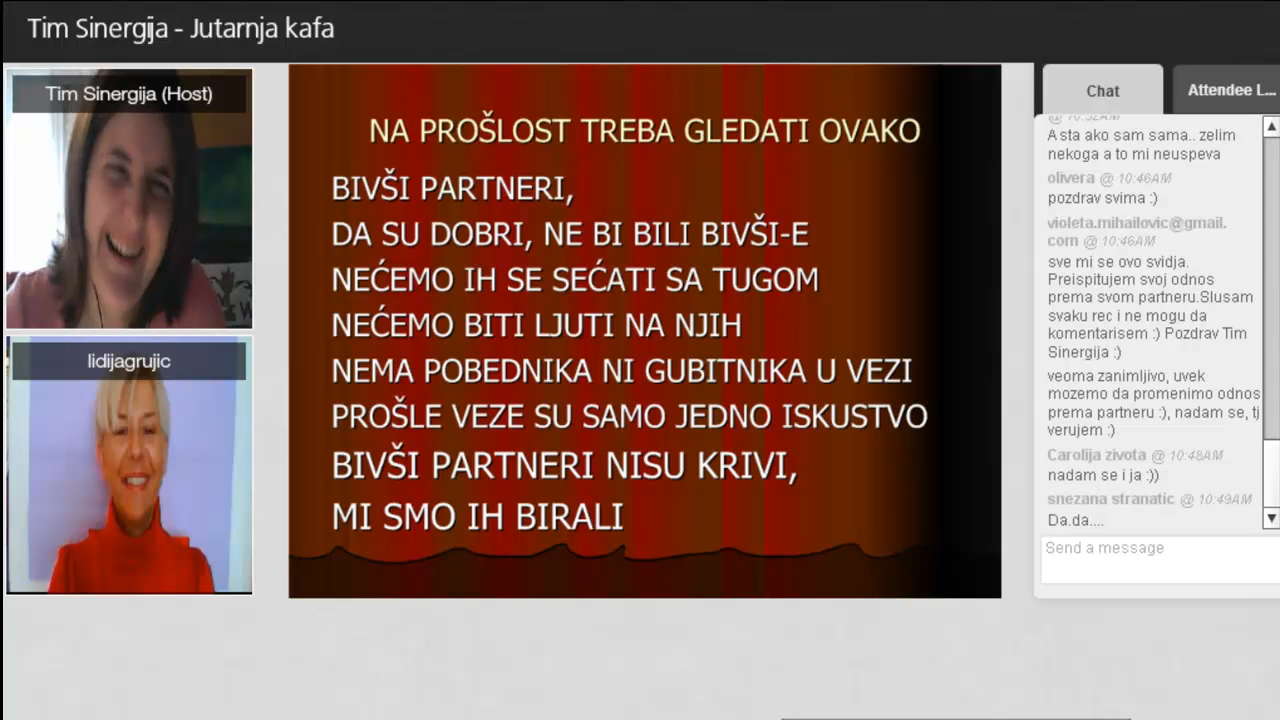 Tim Sinergija - Jutarnja kafa
Tim Sinergija (Host)
lidijagrujic
NA PROŠLOST TREBA GLEDATI OVAKO
BIVŠI PARTNERI,
DA SU DOBRI, NE BI BILI BIVŠI-E
NEĆEMO IH SE SEĆATI SA TUGOM
NEĆEMO BITI LJUTI NA NJIH
NEMA POBEDNIKA NI GUBITNIKA U VEZI
PROŠLE VEZE SU SAMO JEDNO ISKUSTVO
BIVŠI PARTNERI NISU KRIVI,
MI SMO IH BIRALI
Chat
Attendee L...
A sta ako sam sama.. zelim
nekoga a to mi neuspeva
olivera @ 10:46AM
pozdrav svima :)
violeta.mihailovic@gmail.
com @ 10:46AM
sve mi se ovo svidja.
Preispitujem svoj odnos
prema svom partneru.Slusam
svaku rec i ne mogu da
komentarisem :) Pozdrav Tim
Sinergija :)
veoma zanimljivo, uvek
mozemo da promenimo odnos
prema partneru :), nadam se, tj
verujem :)
Carolija zivota @ 10:48AM
nadam se i ja :))
snezana stranatic @ 10:49AM
Da.da....
Send a message